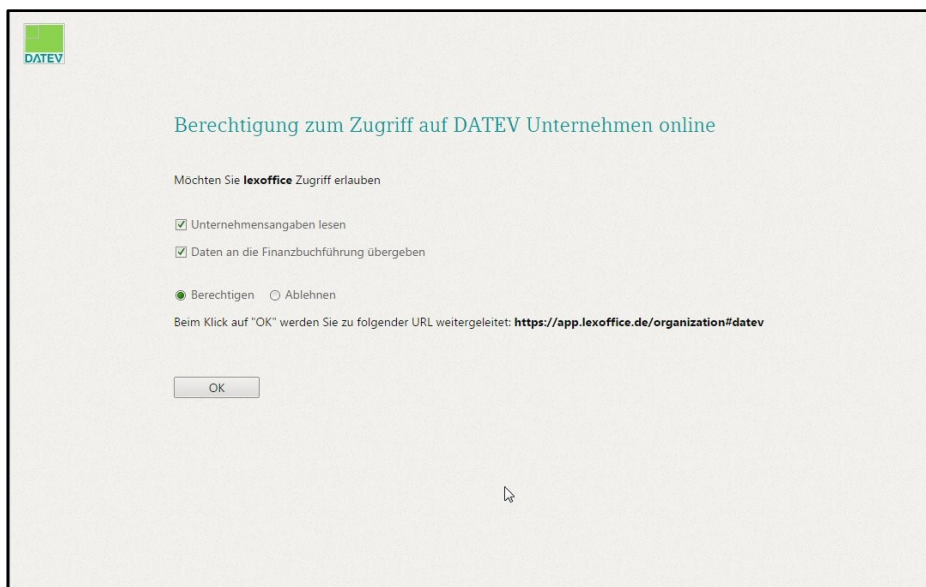 DATEV
Berechtigung zum Zugriff auf DATEV Unternehmen online
Möchten Sie lexoffice Zugriff erlauben
Unternehmensangaben lesen
Daten an die Finanzbuchführung übergeben
Berechtigen Ablehnen
Beim Klick auf "OK" werden Sie zu folgender URL weitergeleitet: https://app.lexoffice.de/organization#datev
OK